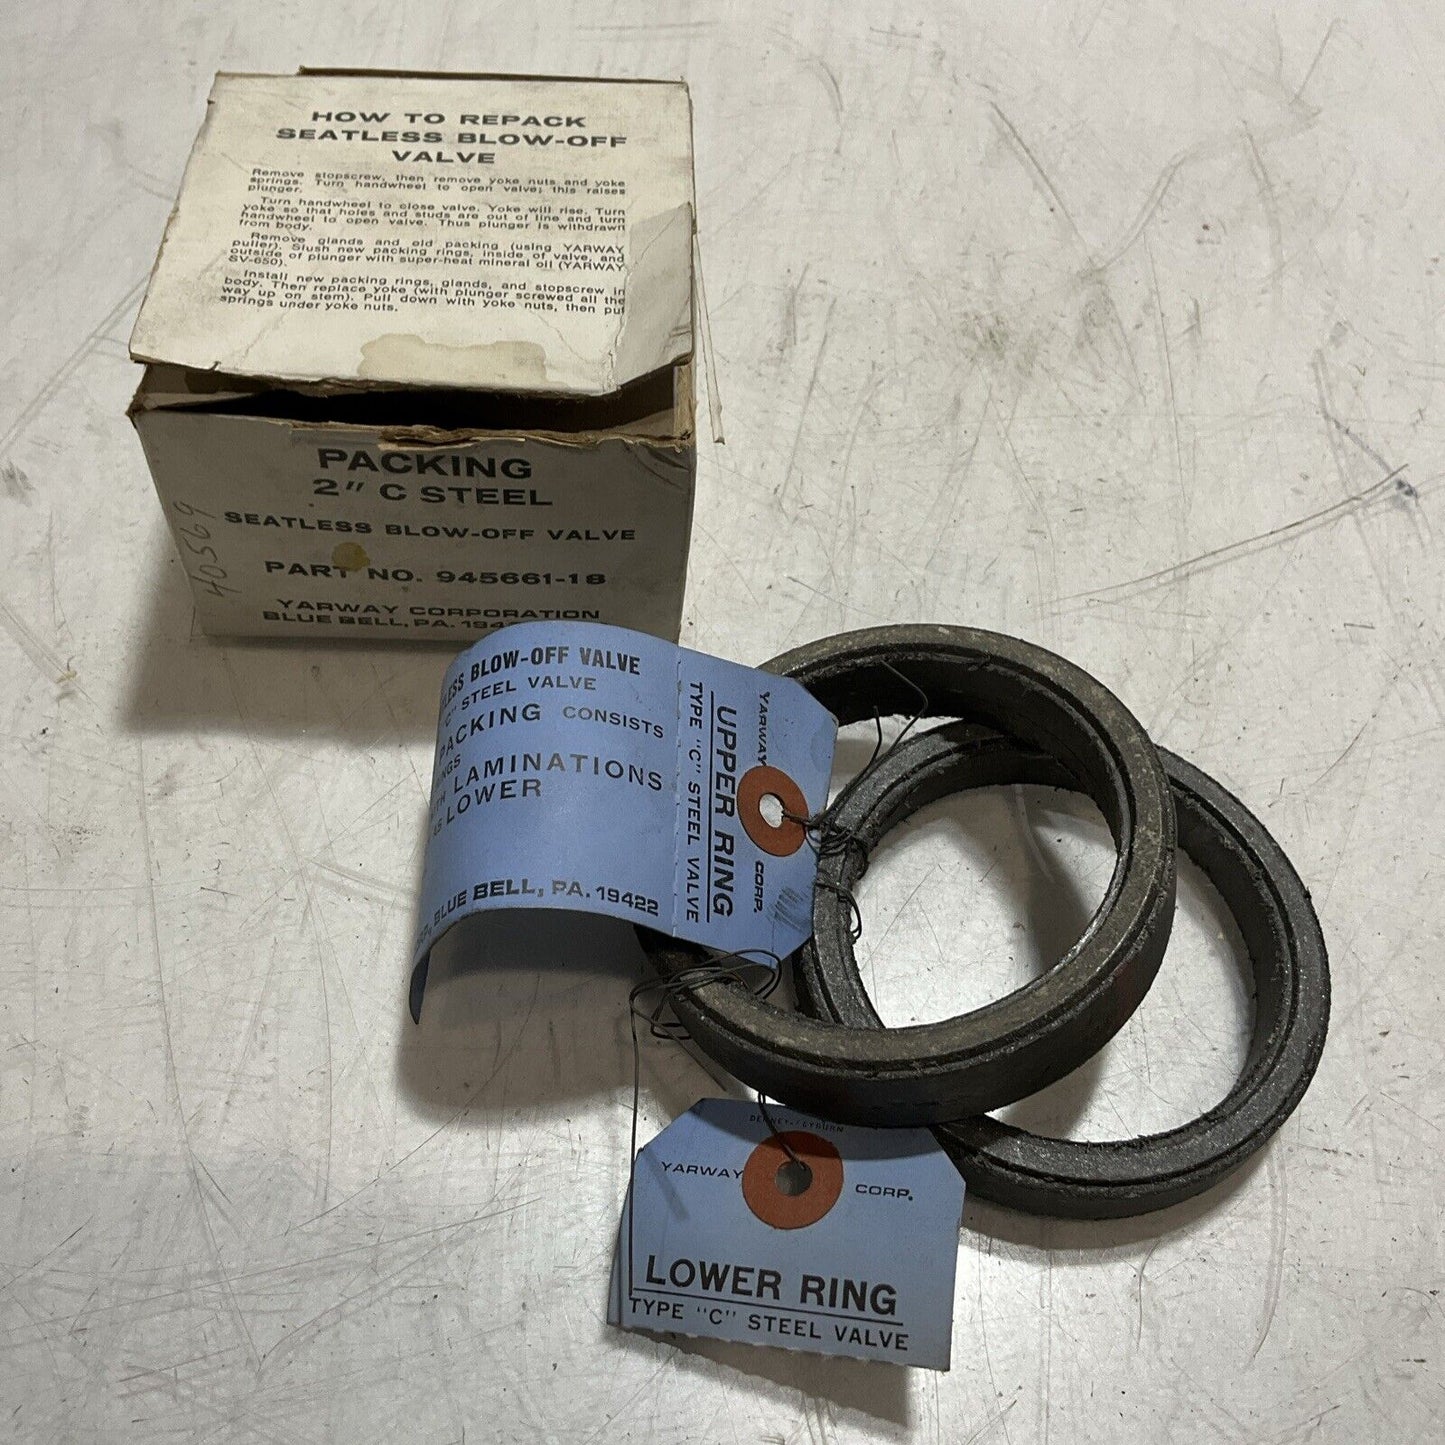 HOW TO REPACK
SEATLESS BLOW-OFF
VALVE
Remove stopscrew, then remove yoke nuts and yoke
springs. Turn handwheel to open valve; this raises
plunger.
Turn handwheel to close valve. Yoke will rise. Turn
yoke so that holes and studs are out of line and turn
handwheel to open valve. Thus plunger is withdrawn
from body.
Remove glands and old packing (using YARWAY
puller). Slush new packing rings, inside of valve, and
outside of plunger with super-heat mineral oil (YARWAY
SV-650).
Install new packing rings, glands, and stopscrew in
body. Then replace yoke (with plunger screwed all the
way up on stem). Pull down with yoke nuts, then put
springs under yoke nuts.
PACKING
2" C STEEL
SEATLESS BLOW-OFF VALVE
PART NO. 945661-18
YARWAY CORPORATION
BLUE BELL, PA.
40569
BLOW-OFF VALVE
C" STEEL VALVE
PACKING CONSISTS
LAMINATIONS
LOWER
BLUE BELL, PA. 19422
YARWAY CORP.
UPPER RING
TYPE "C" STEEL VALVE
YARWAY CORP.
LOWER RING
TYPE "C" STEEL VALVE